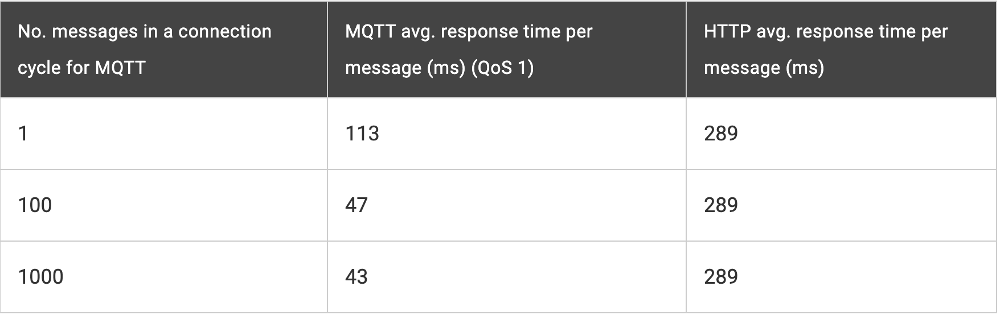 No. messages in a connection
cycle for MQTT
MQTT avg. response time per
message (ms) (QoS 1)
HTTP avg. response time per
message (ms)
1
113
289
100
47
289
1000
43
289